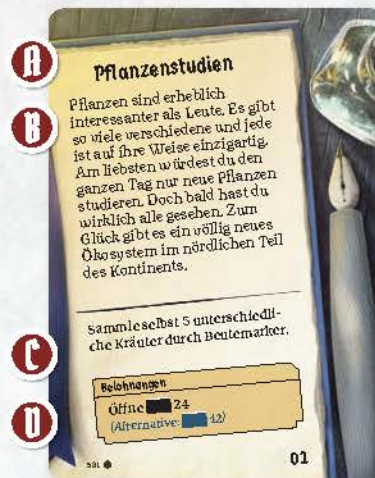 A
Pflanzenstudien
B
Pflanzen sind erheblich
interessanter als Leute. Es gibt
so viele verschiedene und jede
ist auf ihre Weise einzigartig.
Am liebsten würdest du den
ganzen Tag nur neue Pflanzen
studieren. Doch bald hast du
wirklich alle gesehen. Zum
Glück gibt es ein völlig neues
Ökosystem im nördlichen Teil
des Kontinents.
Sammle selbst 5 unterschiedli-
che Kräuter durch Beutemarker.
C
Belohnungen
D
Öffne 24
(Alternative: 42)
531
01